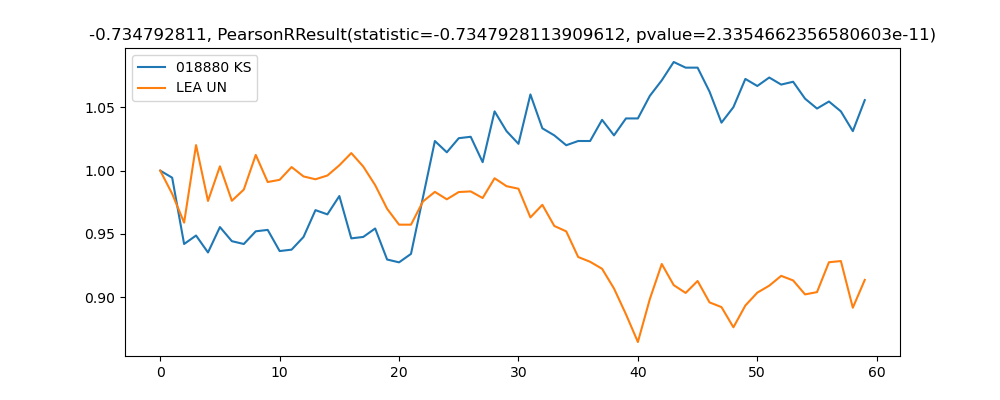 -0.734792811, PearsonRResult(statistic=-0.7347928113909612, pvalue=2.3354662356580603e-11)
018880 KS
LEA UN
1.05
1.00
0.95
0.90
0 10 20 30 40 50 60